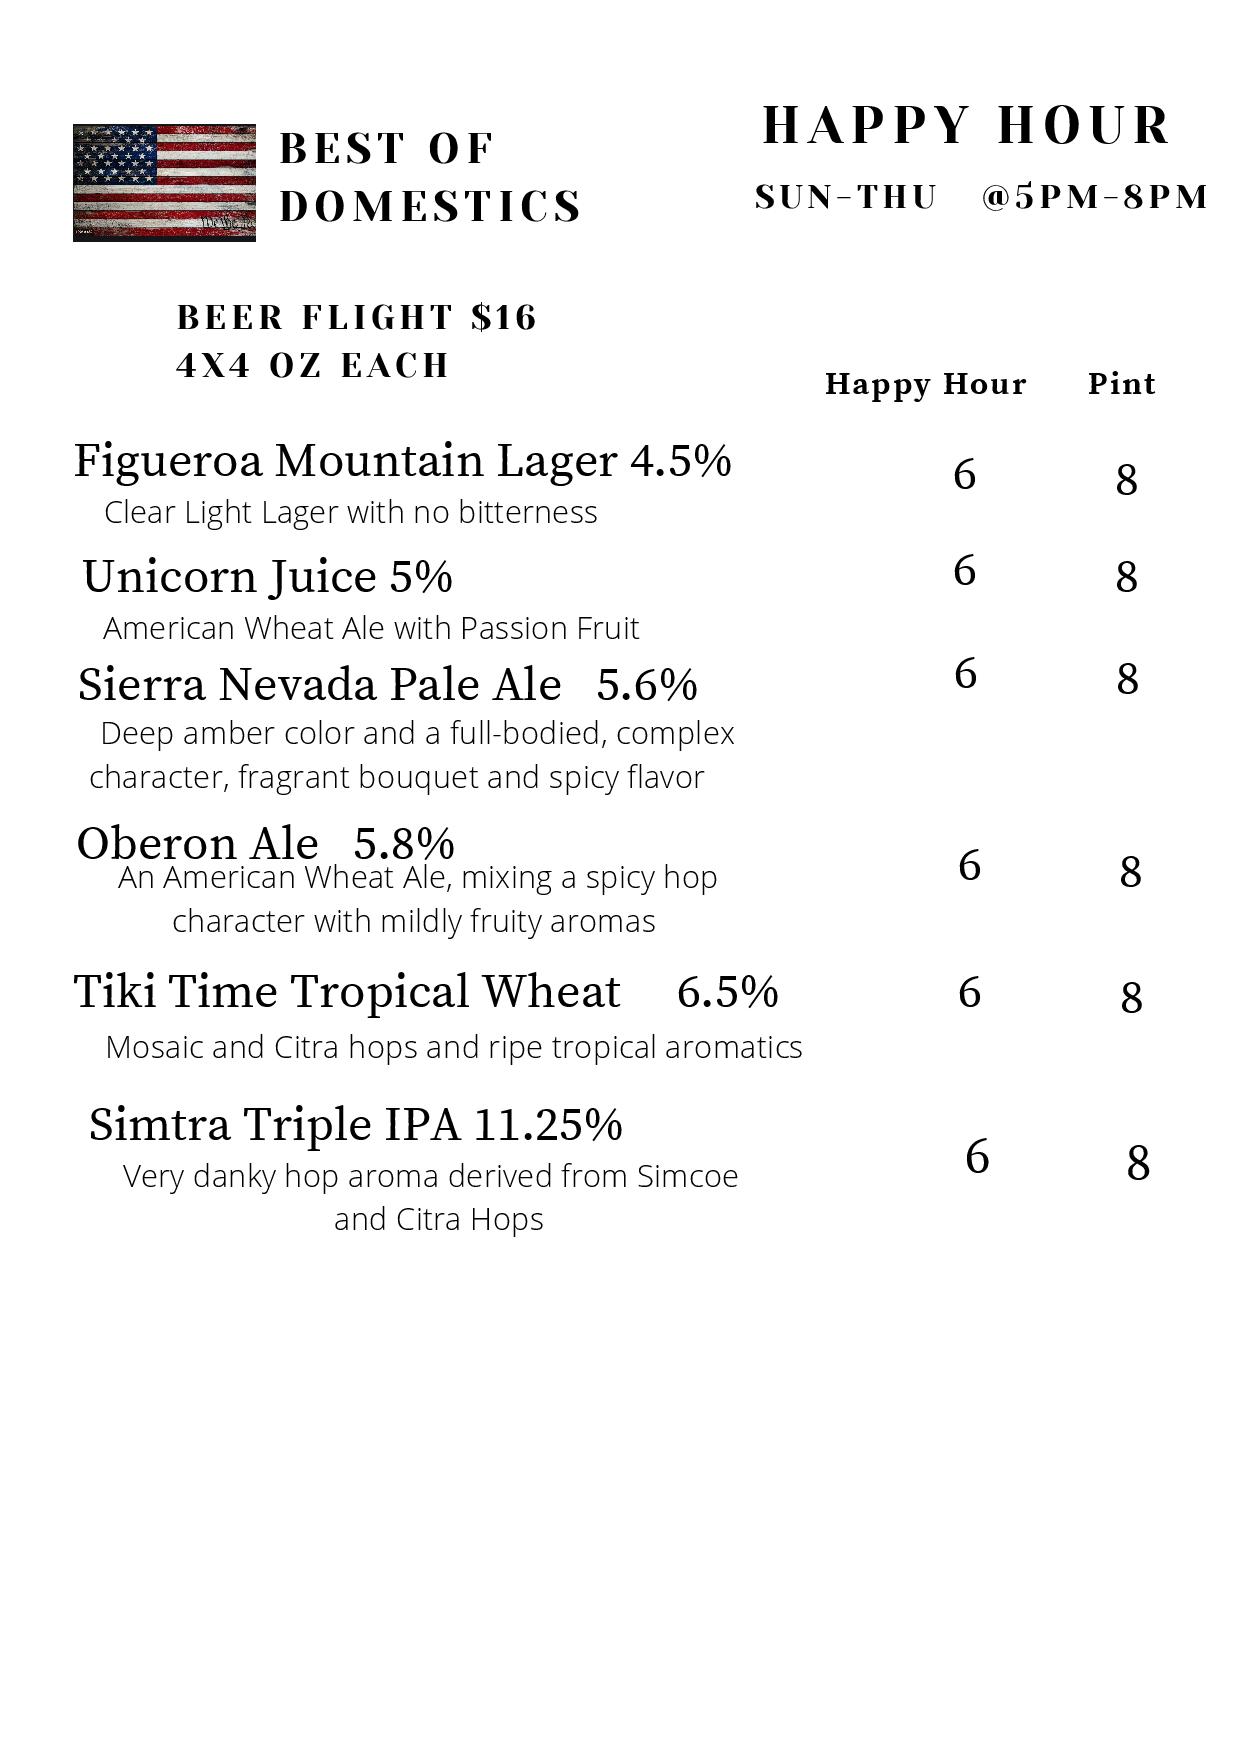 BEST OF
DOMESTICS
HAPPY HOUR
SUN-THU @5PM-8PM
BEER FLIGHT $16
4X4 OZ EACH
Happy Hour Pint
Figueroa Mountain Lager 4.5% 6 8
Clear Light Lager with no bitterness
Unicorn Juice 5% 6 8
American Wheat Ale with Passion Fruit
Sierra Nevada Pale Ale 5.6% 6 8
Deep amber color and a full-bodied, complex
character, fragrant bouquet and spicy flavor
Oberon Ale 5.8% 6 8
An American Wheat Ale, mixing a spicy hop
character with mildly fruity aromas
Tiki Time Tropical Wheat 6.5% 6 8
Mosaic and Citra hops and ripe tropical aromatics
Simtra Triple IPA 11.25% 6 8
Very danky hop aroma derived from Simcoe
and Citra Hops